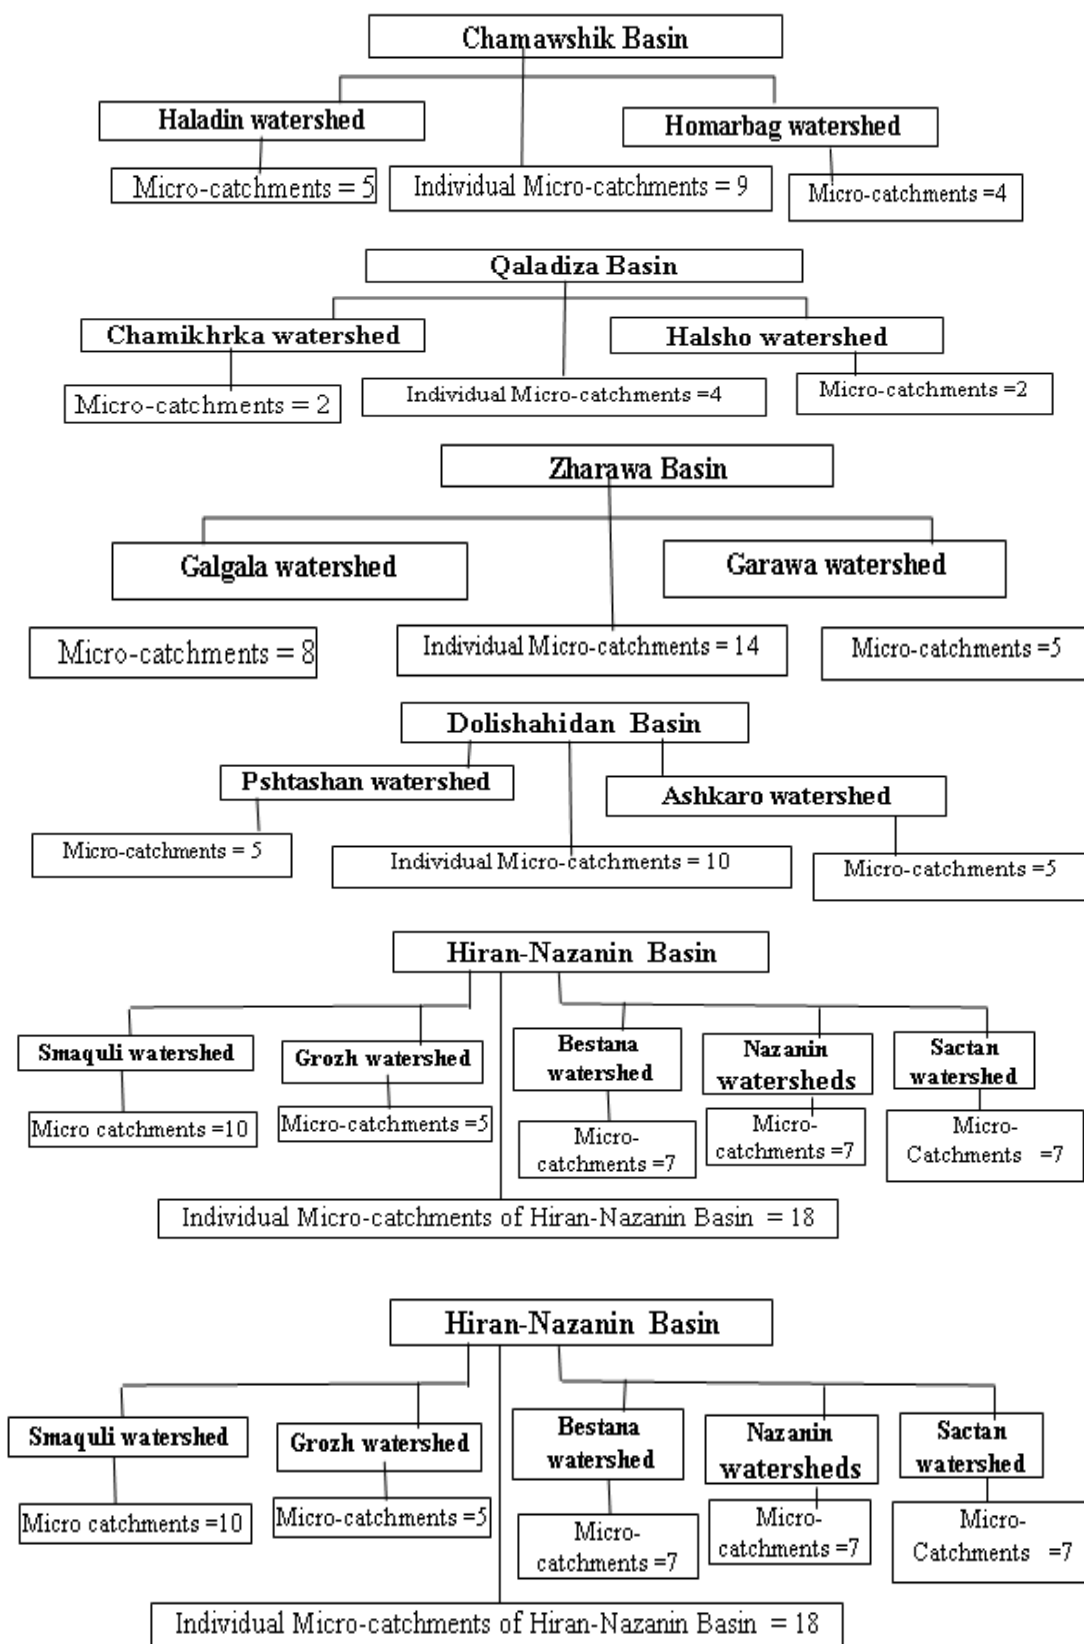 Chamawshik Basin
Haladin watershed
Homarbag watershed
Micro-catchments = 5
Individual Micro-catchments = 9
Micro-catchments =4
Qaladiza Basin
Chamikhrka watershed
Halsho watershed
Micro-catchments = 2
Individual Micro-catchments =4
Micro-catchments =2
Zharawa Basin
Galgala watershed
Garawa watershed
Micro-catchments = 8
Individual Micro-catchments = 14
Micro-catchments =5
Dolishahidan Basin
Pshtashan watershed
Ashkaro watershed
Micro-catchments = 5
Individual Micro-catchments = 10
Micro-catchments =5
Hiran-Nazanin Basin
Smaquli watershed
Grozh watershed
Bestana
watershed
Nazanin
watersheds
Sactan
watershed
Micro catchments =10
Micro-catchments =5
Micro-
catchments =7
Micro-
catchments =7
Micro-
Catchments =7
Individual Micro-catchments of Hiran-Nazanin Basin = 18
Hiran-Nazanin Basin
Smaquli watershed
Grozh watershed
Bestana
watershed
Nazanin
watersheds
Sactan
watershed
Micro catchments =10
Micro-catchments =5
Micro-
catchments =7
Micro-
catchments =7
Micro-
Catchments =7
Individual Micro-catchments of Hiran-Nazanin Basin = 18